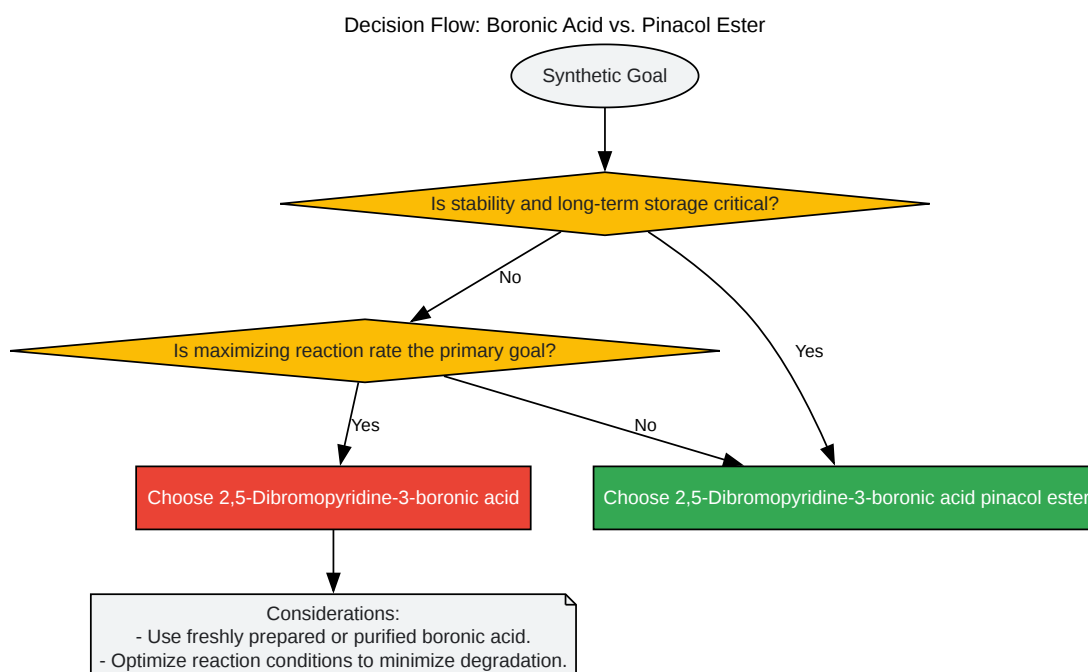 Decision Flow: Boronic Acid vs. Pinacol Ester
Synthetic Goal
Is stability and long-term storage critical?
No
Yes
Is maximizing reaction rate the primary goal?
Yes
No
Choose 2,5-Dibromopyridine-3-boronic acid
Choose 2,5-Dibromopyridine-3-boronic acid pinacol ester
Considerations:
- Use freshly prepared or purified boronic acid.
- Optimize reaction conditions to minimize degradation.